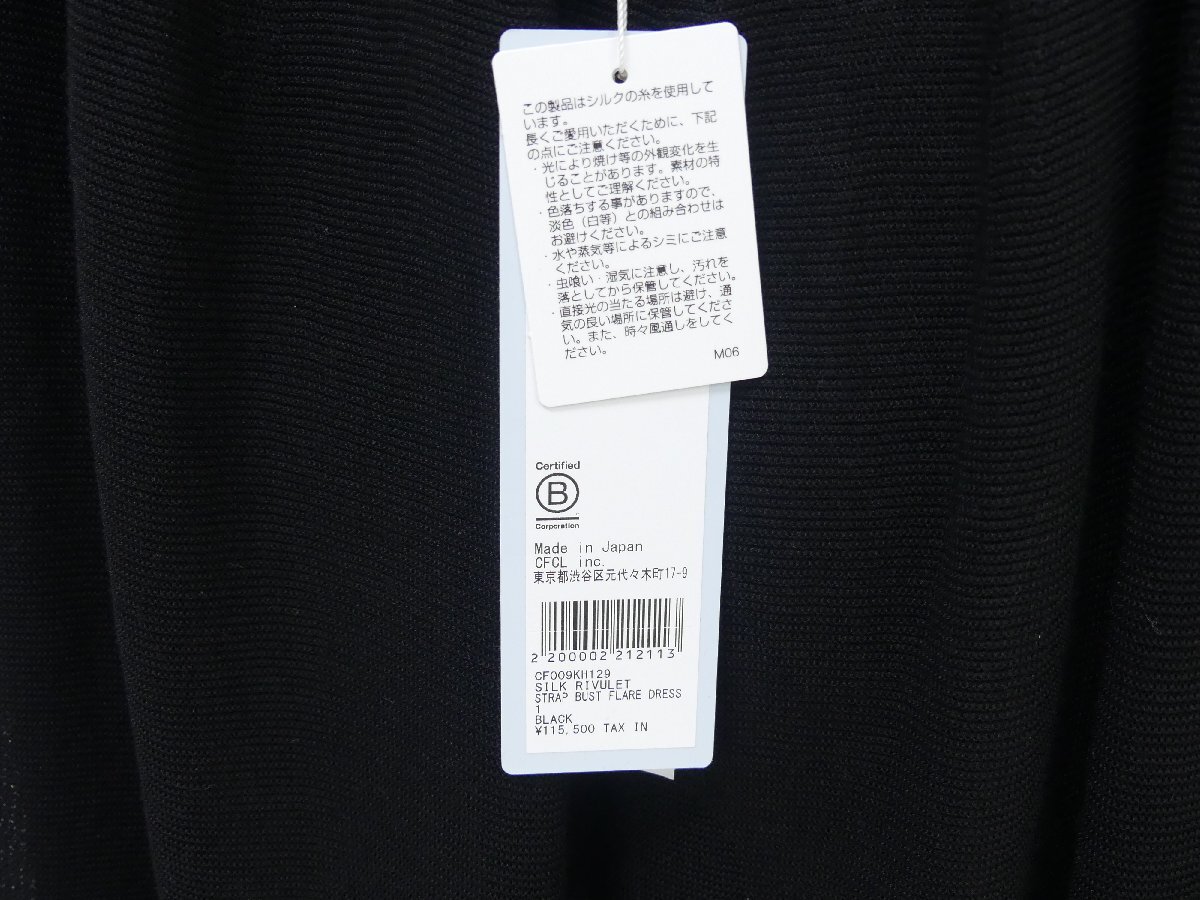 この製品はシルクの糸を使用して
います。
長くご愛用いただくために、下記
の点にご注意ください。
・光により焼け等の外観変化を生
じることがあります。素材の特
性としてご理解ください。
・色落ちする事がありますので、
淡色（白等）との組み合わせは
お避けください。
・水や蒸気等によるシミにご注意
ください。
・虫喰い・湿気に注意し、汚れを
落としてから保管してください。
・直接光の当たる場所は避け、通
気の良い場所に保管してくださ
い。また、時々風通しをしてく
ださい。
M06
Certified
B
Corporation
Made in Japan
CFCL inc.
東京都渋谷区元代々木町17-9
2 200002 212113
CF009KH129
SILK RIVULET
STRAP BUST FLARE DRESS
1
BLACK
¥115,500 TAX IN